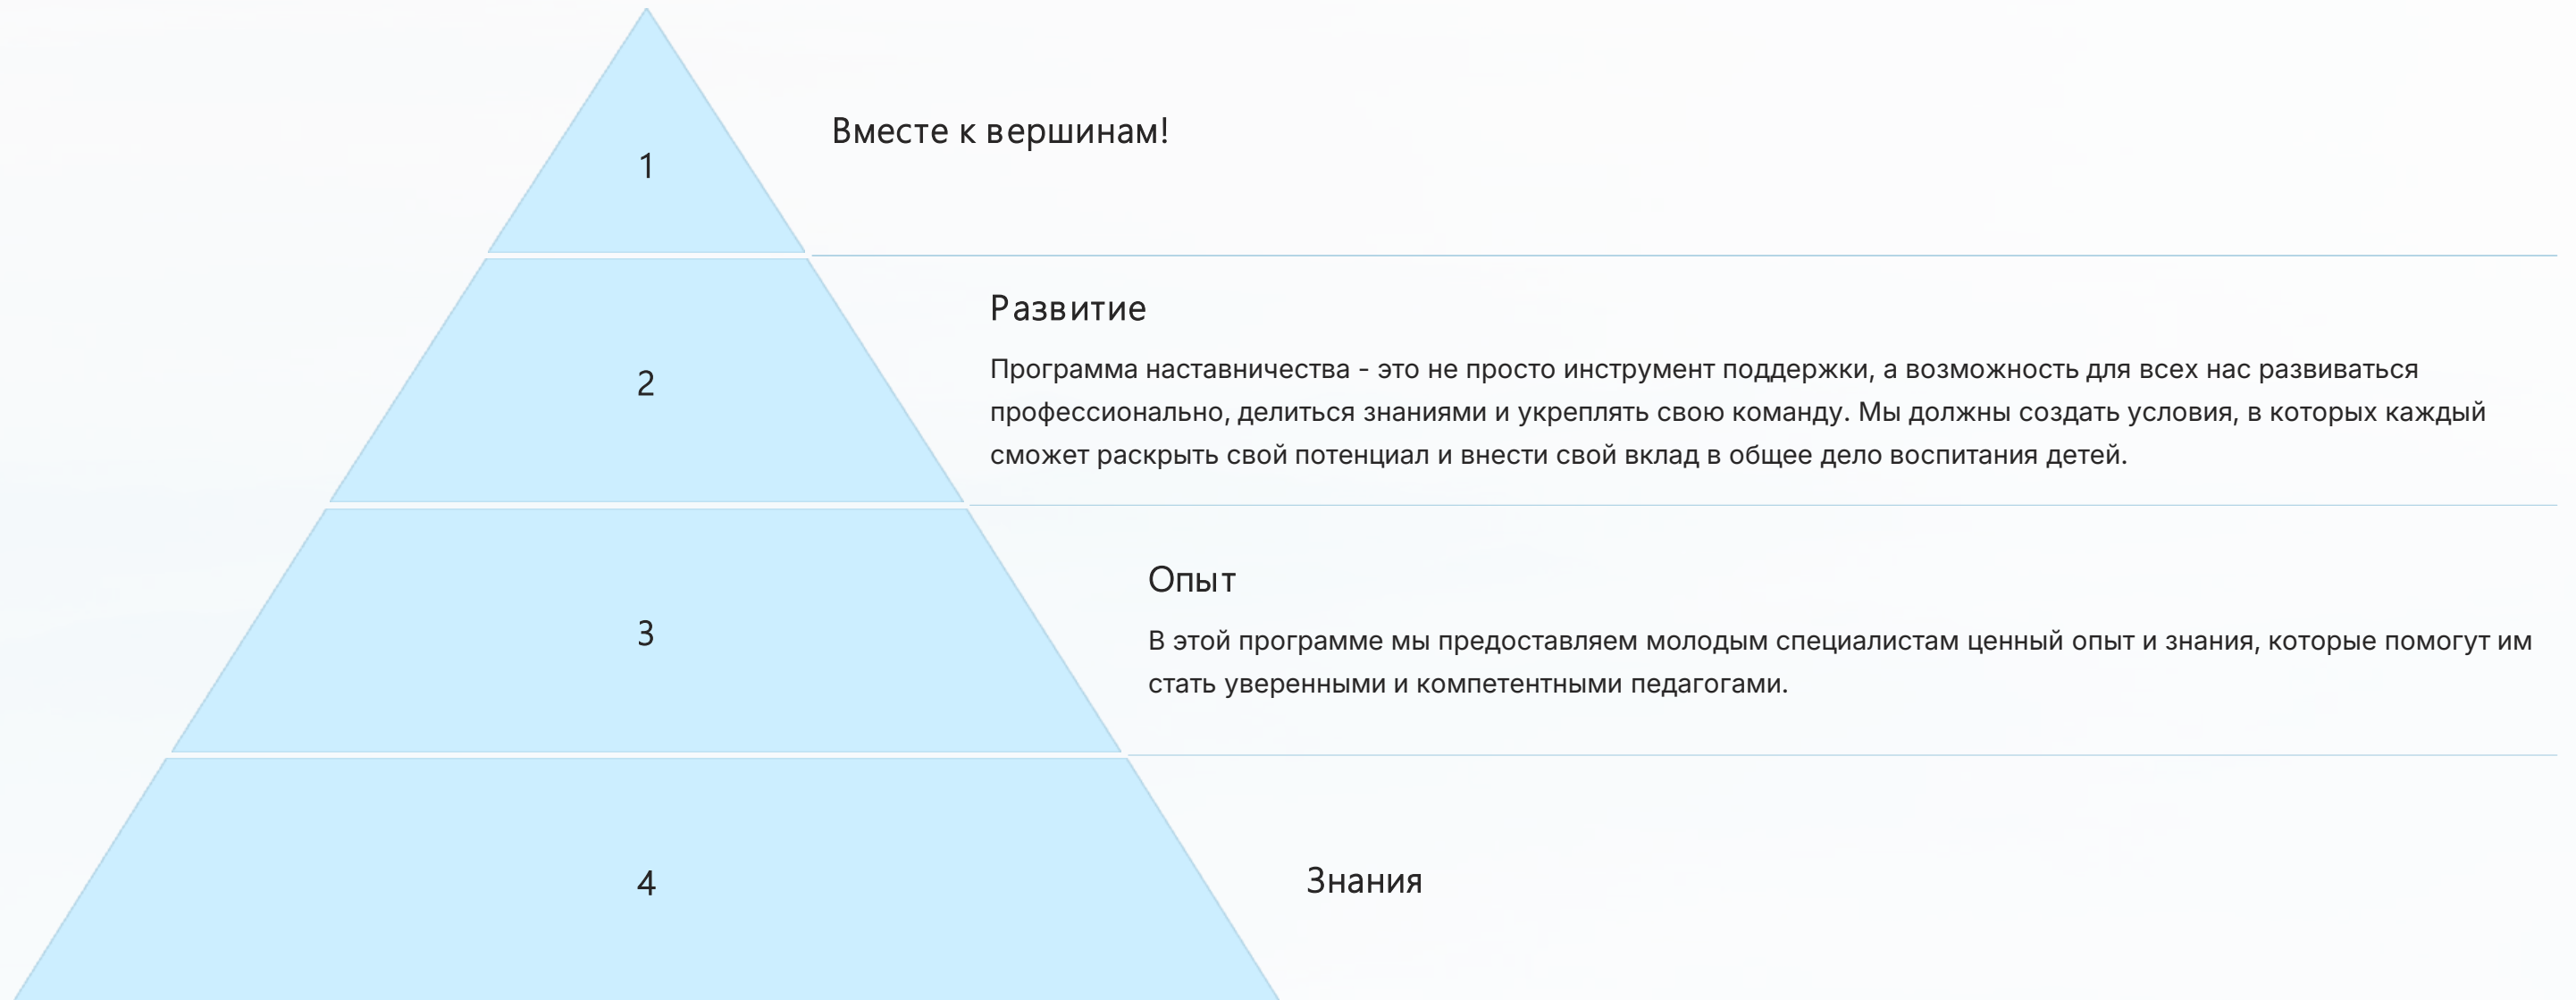 1
Вместе к вершинам!
2
Развитие
Программа наставничества - это не просто инструмент поддержки, а возможность для всех нас развиваться
профессионально, делиться знаниями и укреплять свою команду. Мы должны создать условия, в которых каждый
сможет раскрыть свой потенциал и внести свой вклад в общее дело воспитания детей.
3
Опыт
В этой программе мы предоставляем молодым специалистам ценный опыт и знания, которые помогут им
стать уверенными и компетентными педагогами.
4
Знания